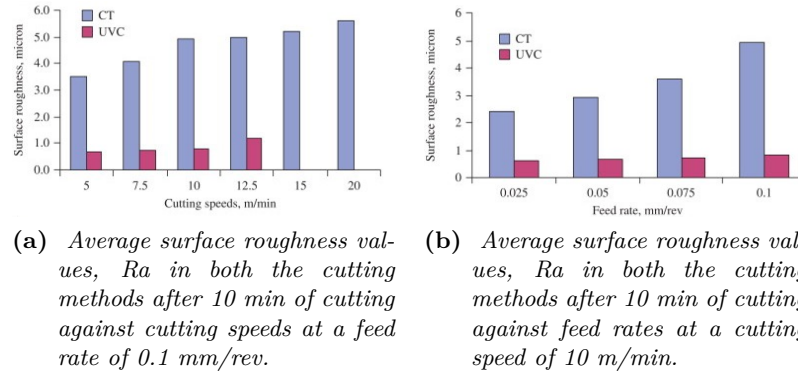 6.0
5.0
4.0
3.0
2.0
1.0
0.0
Surface roughness, micron
CT
UVC
5 7.5 10 12.5 15 20
Cutting speeds, m/min
(a) Average surface roughness val-
ues, Ra in both the cutting
methods after 10 min of cutting
against cutting speeds at a feed
rate of 0.1 mm/rev.
6
5
4
3
2
1
0
Surface roughness, micron
CT
UVC
0.025 0.05 0.075 0.1
Feed rate, mm/rev
(b) Average surface roughness val-
ues, Ra in both the cutting
methods after 10 min of cutting
against feed rates at a cutting
speed of 10 m/min.